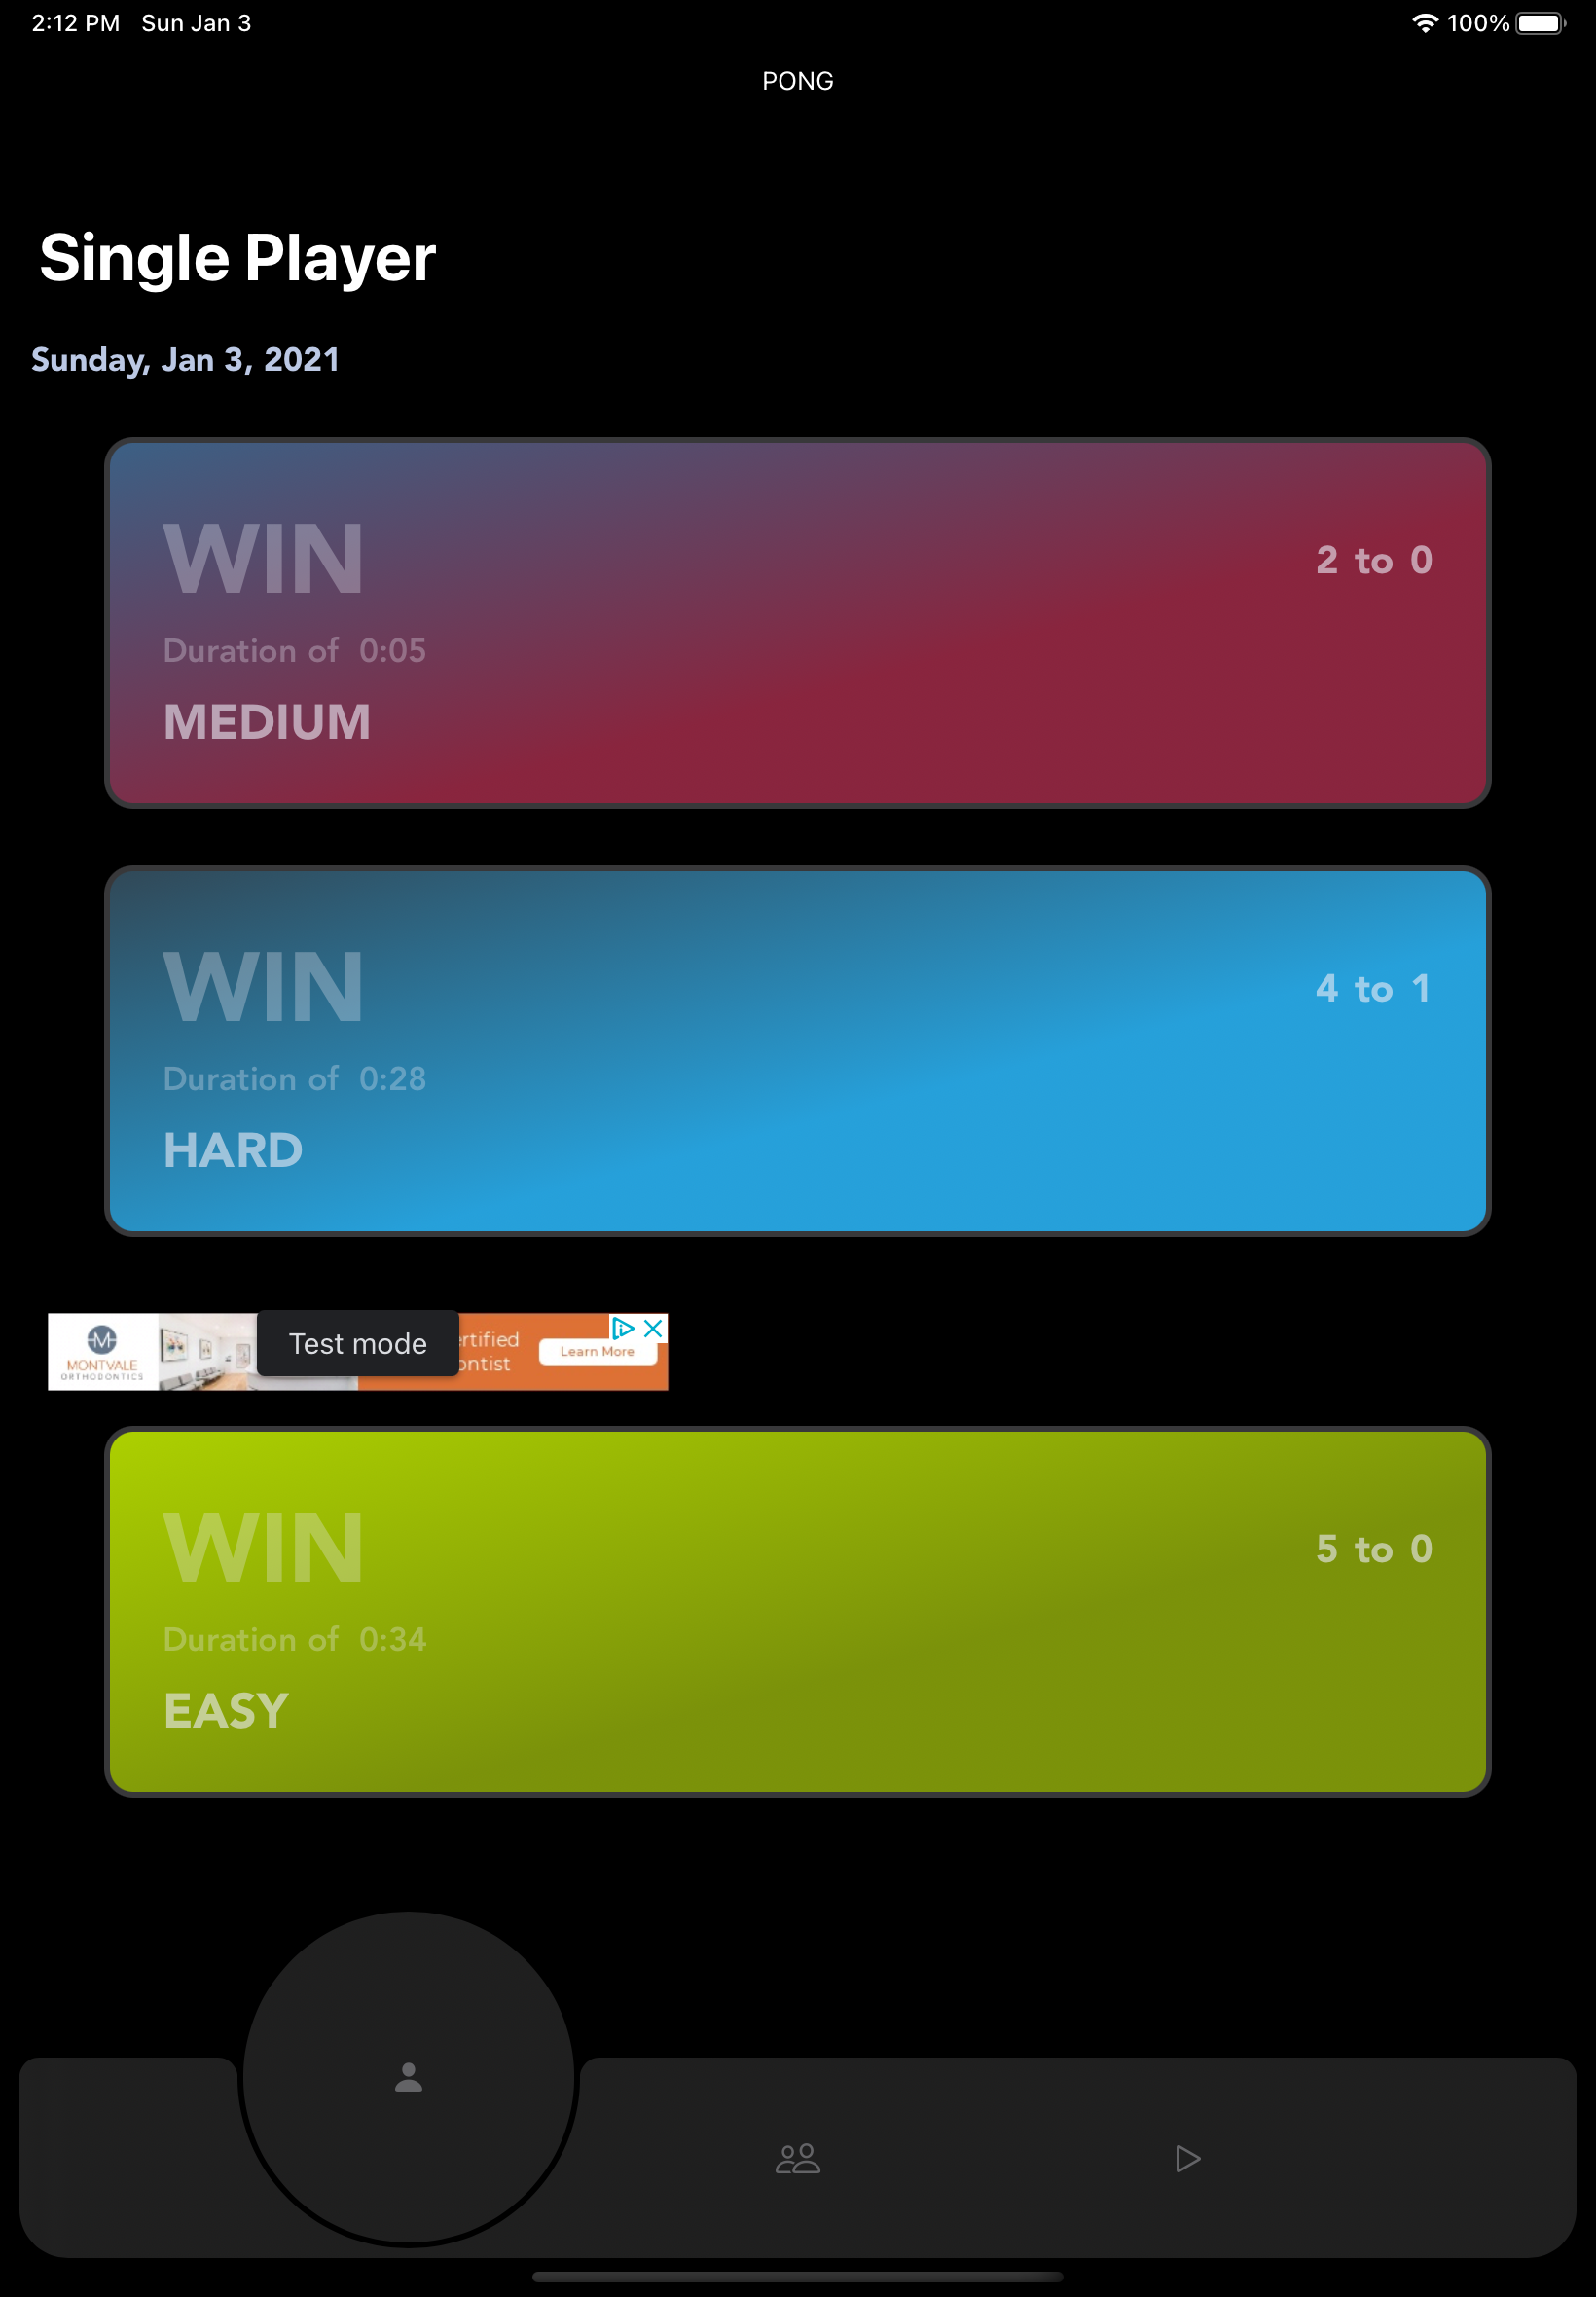 2:12 PM Sun Jan 3
100%
PONG
Single Player
Sunday, Jan 3, 2021
WIN
2 to 0
Duration of 0:05
MEDIUM
WIN
4 to 1
Duration of 0:28
HARD
MONTVALE
ORTHODONTICS
Test mode
Learn More
WIN
5 to 0
Duration of 0:34
EASY